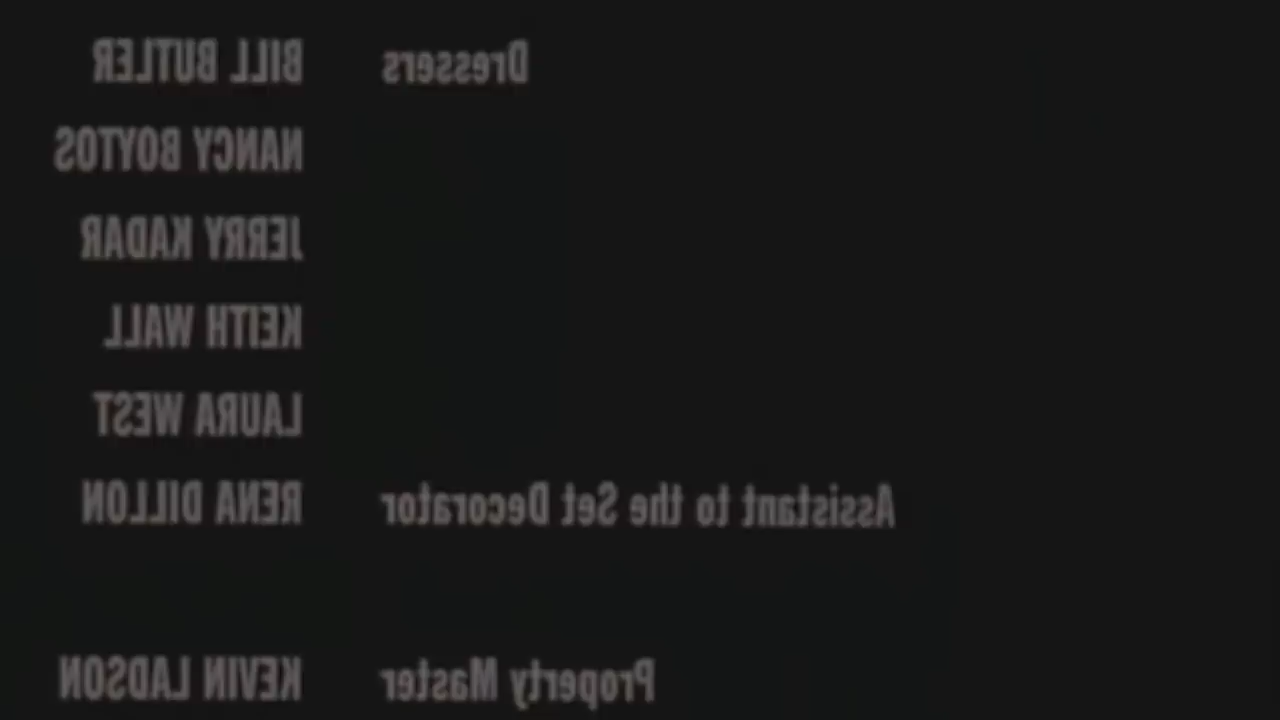 Dressers BILL BUTLER
NANCY BOYTOS
JERRY KADAR
KEITH WALL
LAURA WEST
Assistant to the Set Decorator RENA DILLON
Property Master KEVIN LADSON